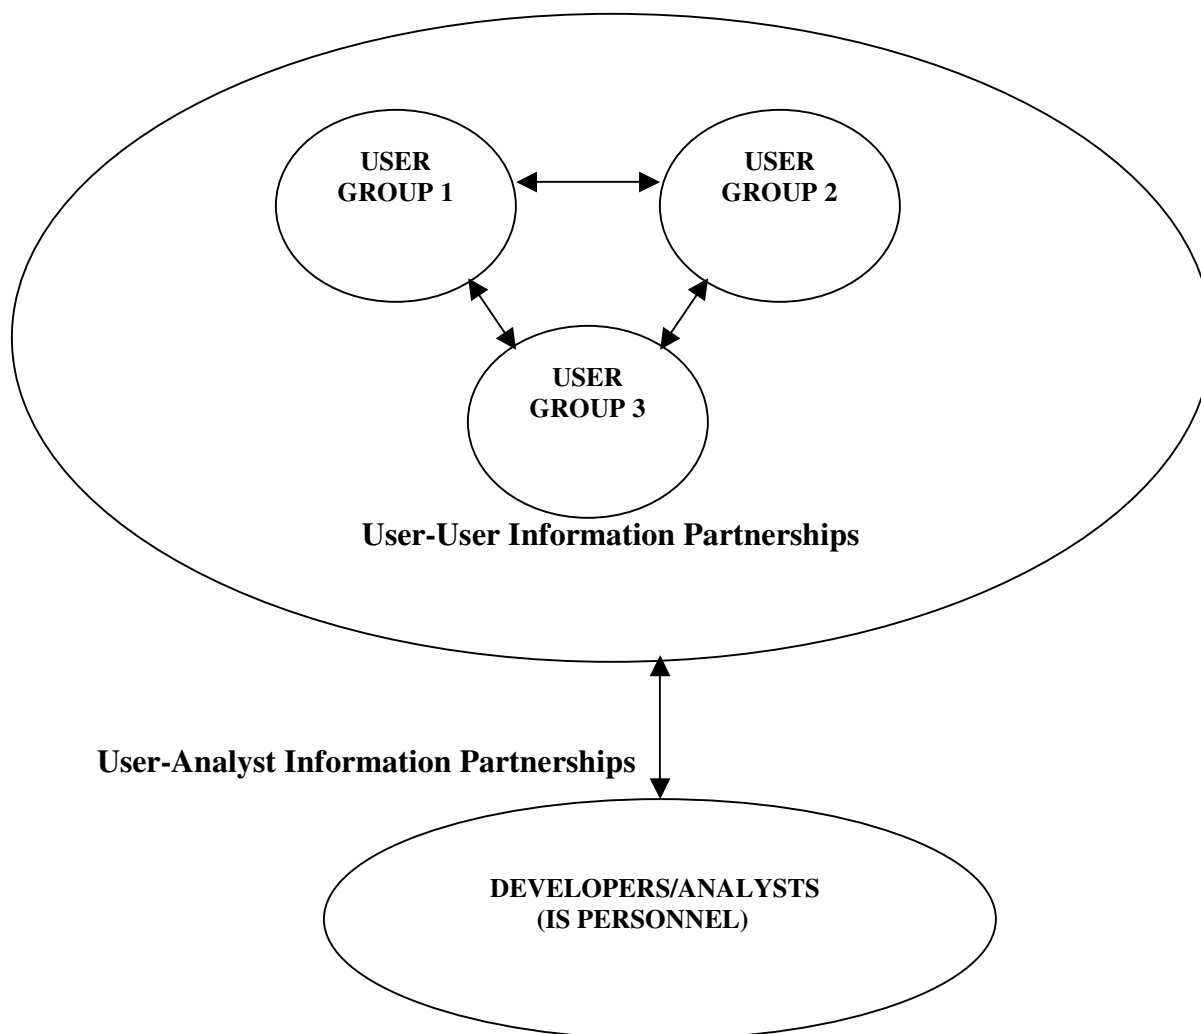 USER
GROUP 1
USER
GROUP 2
USER
GROUP 3
User-User Information Partnerships
User-Analyst Information Partnerships
DEVELOPERS/ANALYSTS
(IS PERSONNEL)